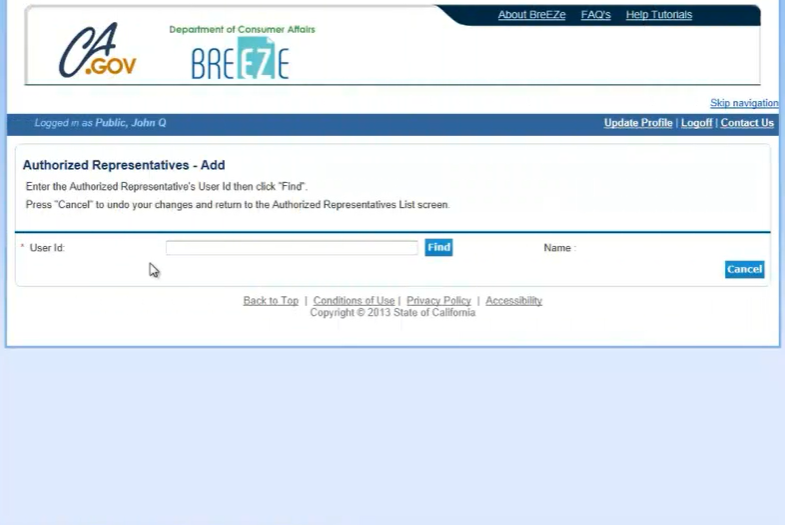 About BreEZe FAQ's Help Tutorials
CA
.GOV
Department of Consumer Affairs
BREEZE
Skip navigation
Logged in as Public, John Q
Update Profile | Logoff | Contact Us
Authorized Representatives - Add
Enter the Authorized Representative's User Id then click "Find".
Press "Cancel" to undo your changes and return to the Authorized Representatives List screen.
* User Id: Find Name :
Cancel
Back to Top | Conditions of Use | Privacy Policy | Accessibility
Copyright © 2013 State of California